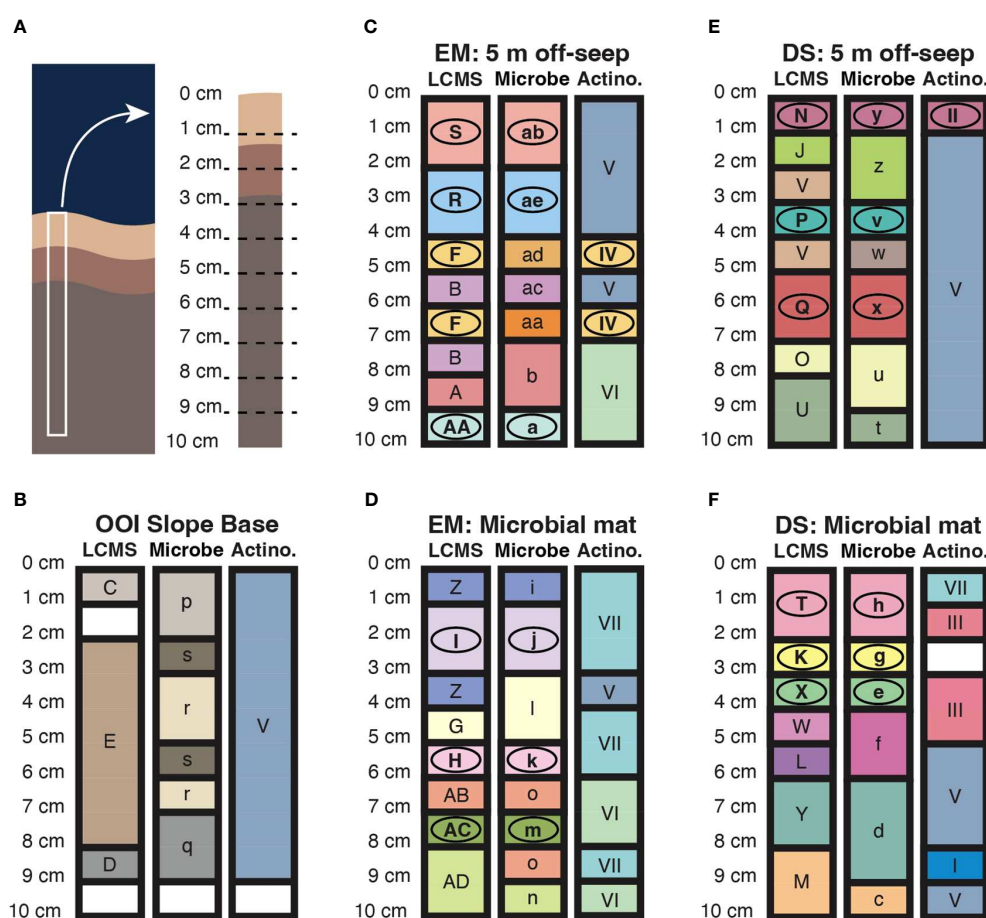 A
0 cm
1 cm
2 cm
3 cm
4 cm
5 cm
6 cm
7 cm
8 cm
9 cm
10 cm
B
OOI Slope Base
LCMS Microbe Actino.
0 cm
1 cm
2 cm
3 cm
4 cm
5 cm
6 cm
7 cm
8 cm
9 cm
10 cm
C
E
D
p
s
r
s
r
q
V
C
EM: 5 m off-seep
LCMS Microbe Actino.
0 cm
1 cm
2 cm
3 cm
4 cm
5 cm
6 cm
7 cm
8 cm
9 cm
10 cm
S
R
F
B
F
B
A
AA
ab
ae
ad
ac
aa
b
a
V
IV
V
IV
VI
D
EM: Microbial mat
LCMS Microbe Actino.
0 cm
1 cm
2 cm
3 cm
4 cm
5 cm
6 cm
7 cm
8 cm
9 cm
10 cm
Z
I
Z
G
H
AB
AC
AD
i
j
l
k
o
m
o
n
VII
V
VII
VI
VII
VI
E
DS: 5 m off-seep
LCMS Microbe Actino.
0 cm
1 cm
2 cm
3 cm
4 cm
5 cm
6 cm
7 cm
8 cm
9 cm
10 cm
N
J
V
P
V
Q
O
U
y
z
v
w
x
u
t
II
V
F
DS: Microbial mat
LCMS Microbe Actino.
0 cm
1 cm
2 cm
3 cm
4 cm
5 cm
6 cm
7 cm
8 cm
9 cm
10 cm
T
K
X
W
L
Y
M
h
g
e
f
d
c
VII
III
III
V
I
V